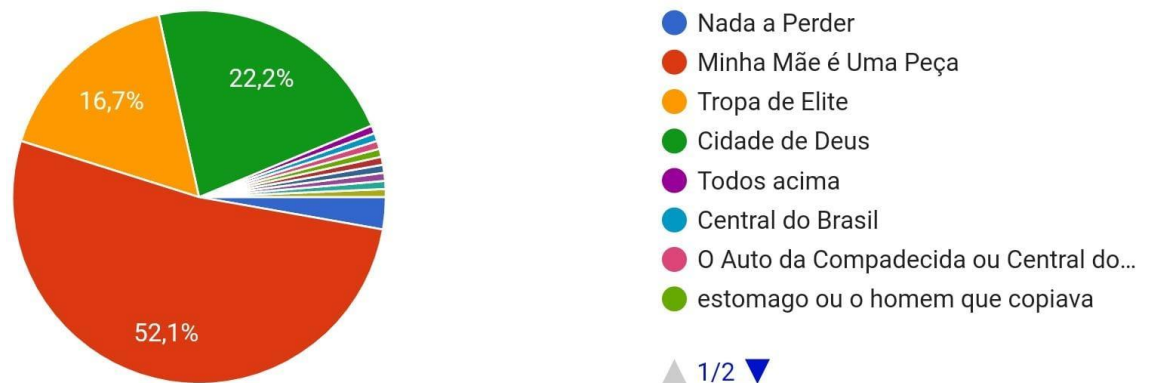 22,2%
16,7%
52,1%
Nada a Perder
Minha Mãe é Uma Peça
Tropa de Elite
Cidade de Deus
Todos acima
Central do Brasil
O Auto da Compadecida ou Central do...
estomago ou o homem que copiava
1/2